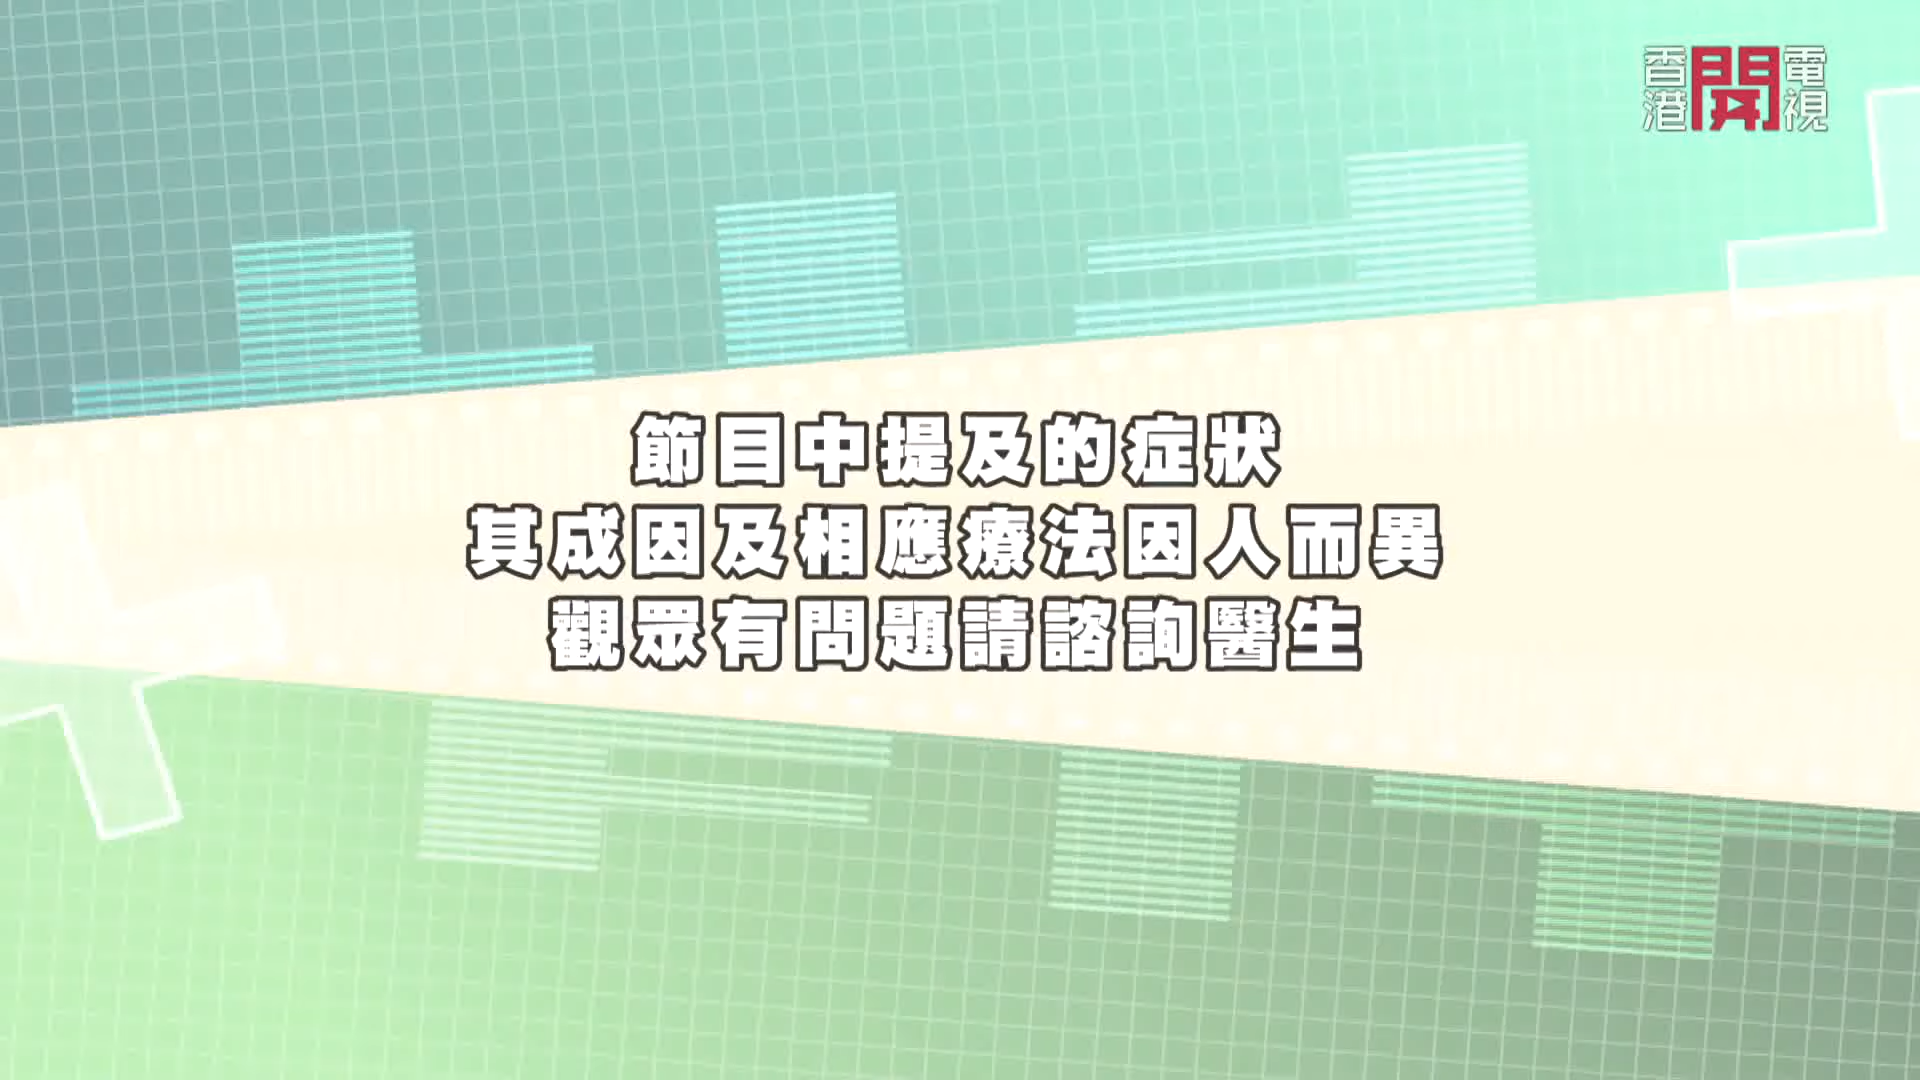 香港開電視
節目中提及的症狀
其成因及相應療法因人而異
觀眾有問題請諮詢醫生